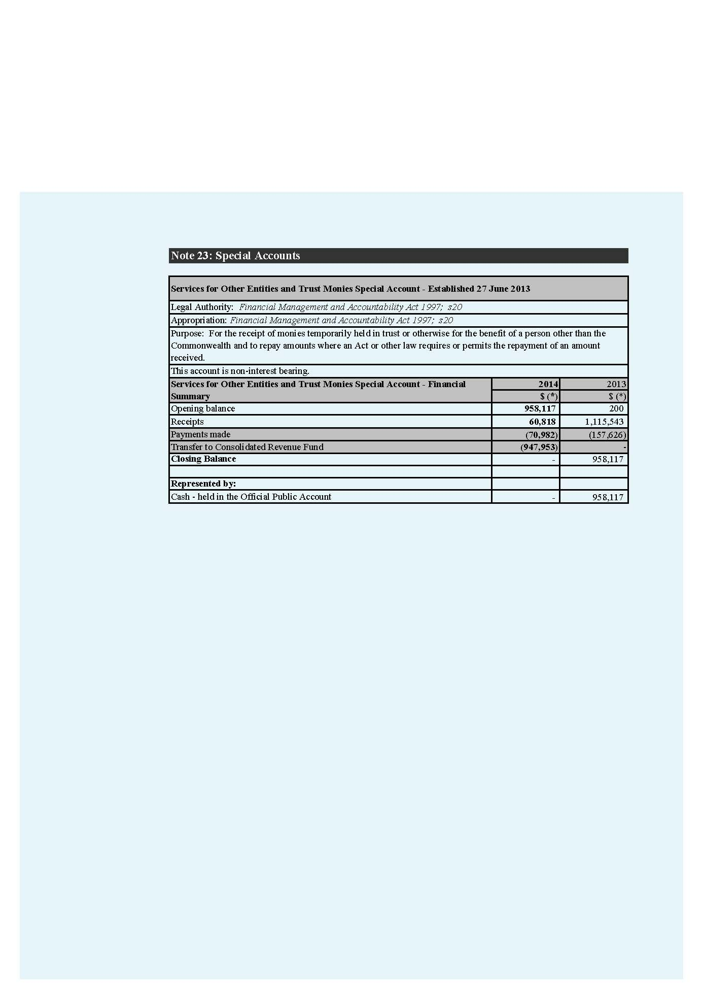 Note 23: Special Accounts
Services for Other Entities and Trust Monies Special Account - Established 27 June 2013
Legal Authority:  Financial Management and Accountability Act 1997;  s20
Appropriation: Financial Management and Accountability Act 1997;  s20
Purpose:  For the receipt of monies temporarily held in trust or otherwise for the benefit of a person other than the
Commonwealth and to repay amounts where an Act or other law requires or permits the repayment of an amount
received.
This account is non-interest bearing.
Services for Other Entities and Trust Monies Special Account - Financial 2014 2013
Summary $ (*) $ (*)
Opening balance 958,117 200
Receipts 60,818 1,115,543
Payments made (70,982) (157,626)
Transfer to Consolidated Revenue Fund (947,953) -
Closing Balance - 958,117
Represented by:
Cash - held in the Official Public Account - 958,117